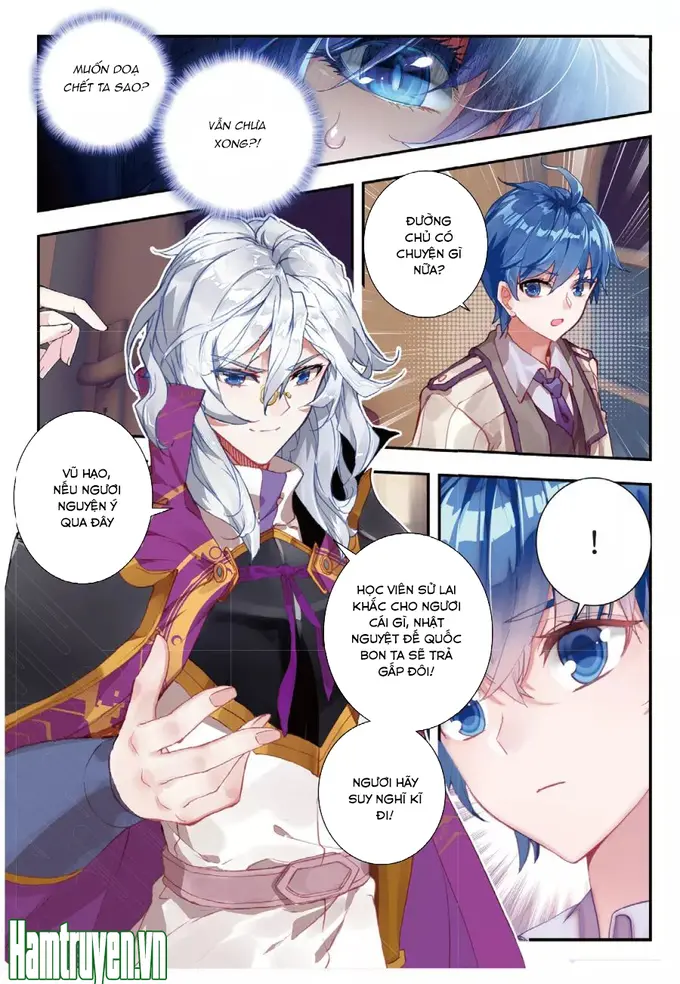 MUỐN DOẠ
CHẾT TA SAO?
VẪN CHƯA
XONG?!
ĐƯỜNG
CHỦ CÓ
CHUYỆN GÌ
NỮA?
VŨ HẠO,
NẾU NGƯƠI
NGUYỆN Ý
QUA ĐÂY
!
HỌC VIÊN SỬ LAI
KHẮC CHO NGƯƠI
CÁI GÌ, NHẬT
NGUYỆT ĐẾ QUỐC
BON TA SẼ TRẢ
GẤP ĐÔI!
NGƯƠI HÃY
SUY NGHĨ KĨ
ĐI!
Hamtruyen.vn